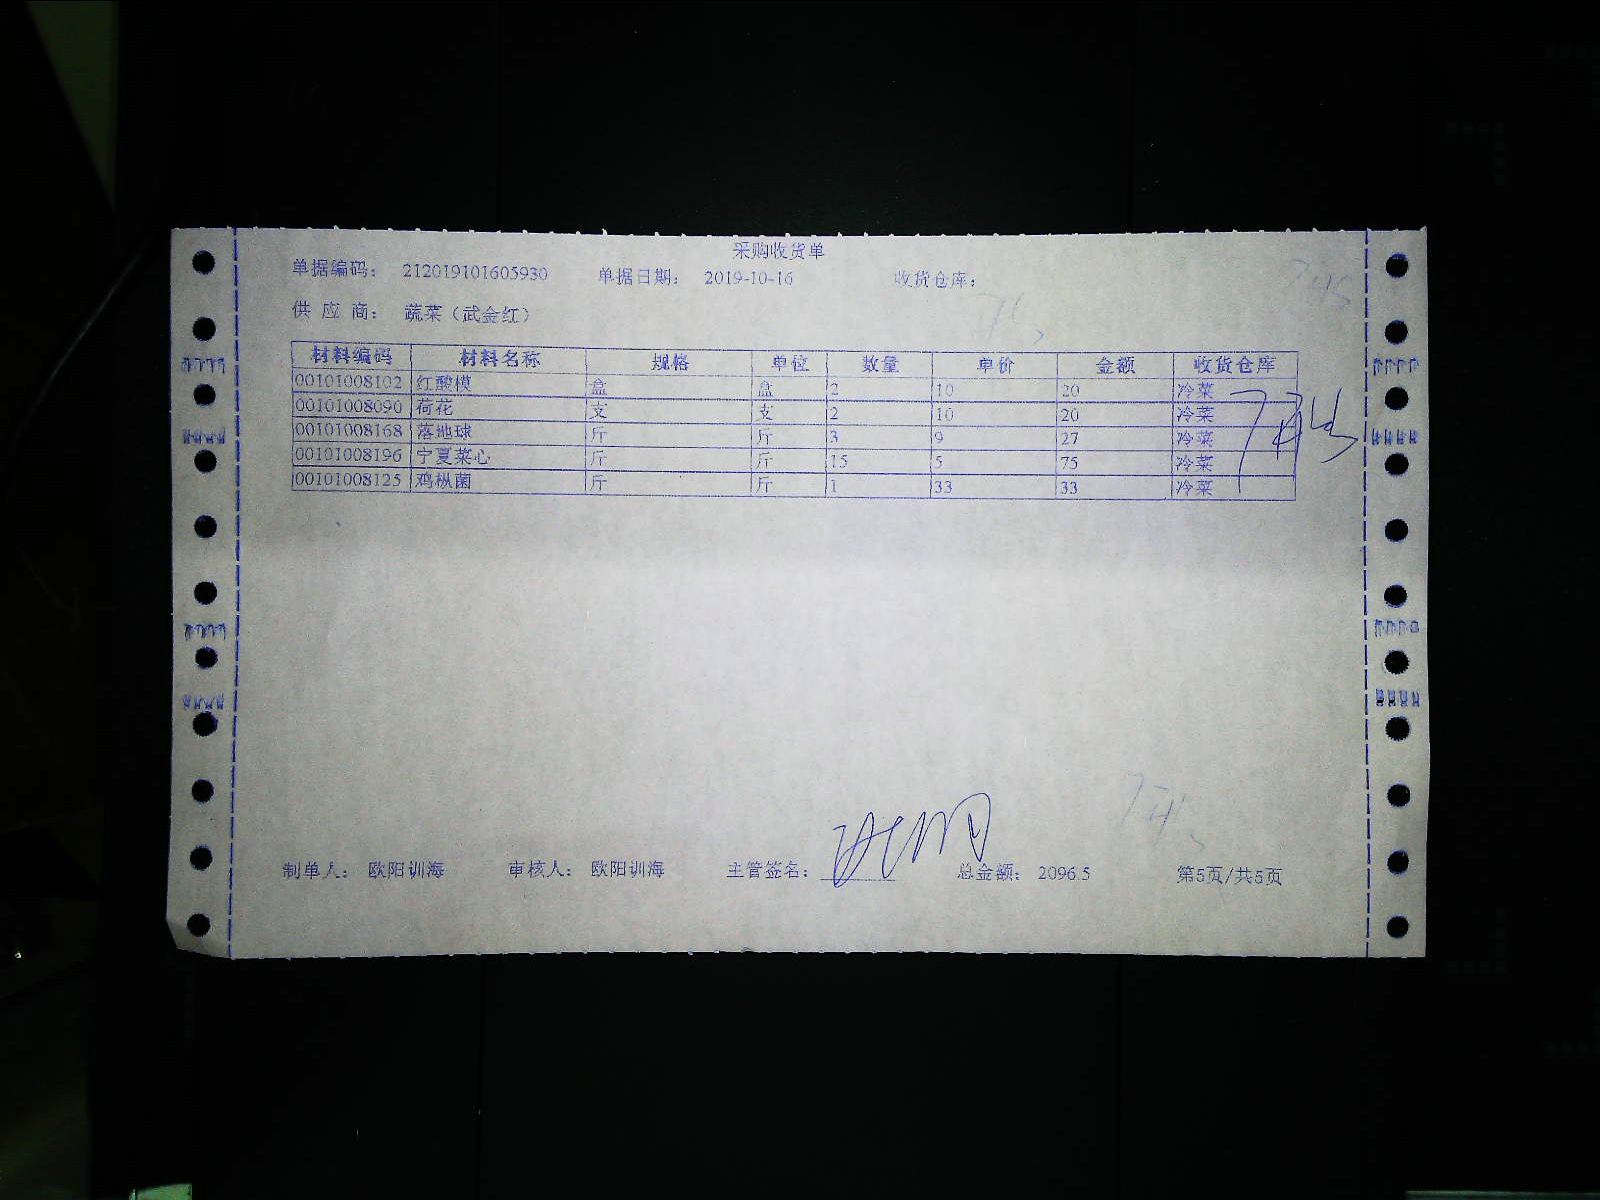 采购收货单
单据编码: 212019101605930 单据日期: 2019-10-16 收货仓库:
供 应 商: 蔬菜(武金红)
材料编码 材料名称 规格 单位 数量 单价 金额 收货仓库
00101008102 红酸模 盒 盒 2 10 20 冷菜
00101008090 荷花 支 支 2 10 20 冷菜
00101008168 落地球 斤 斤 3 9 27 冷菜
00101008196 宁夏菜心 斤 斤 15 5 75 冷菜
00101008125 鸡枞菌 斤 斤 1 33 33 冷菜
制单人: 欧阳训海 审核人: 欧阳训海 主管签名: 总金额: 2096.5 第5页/共5页